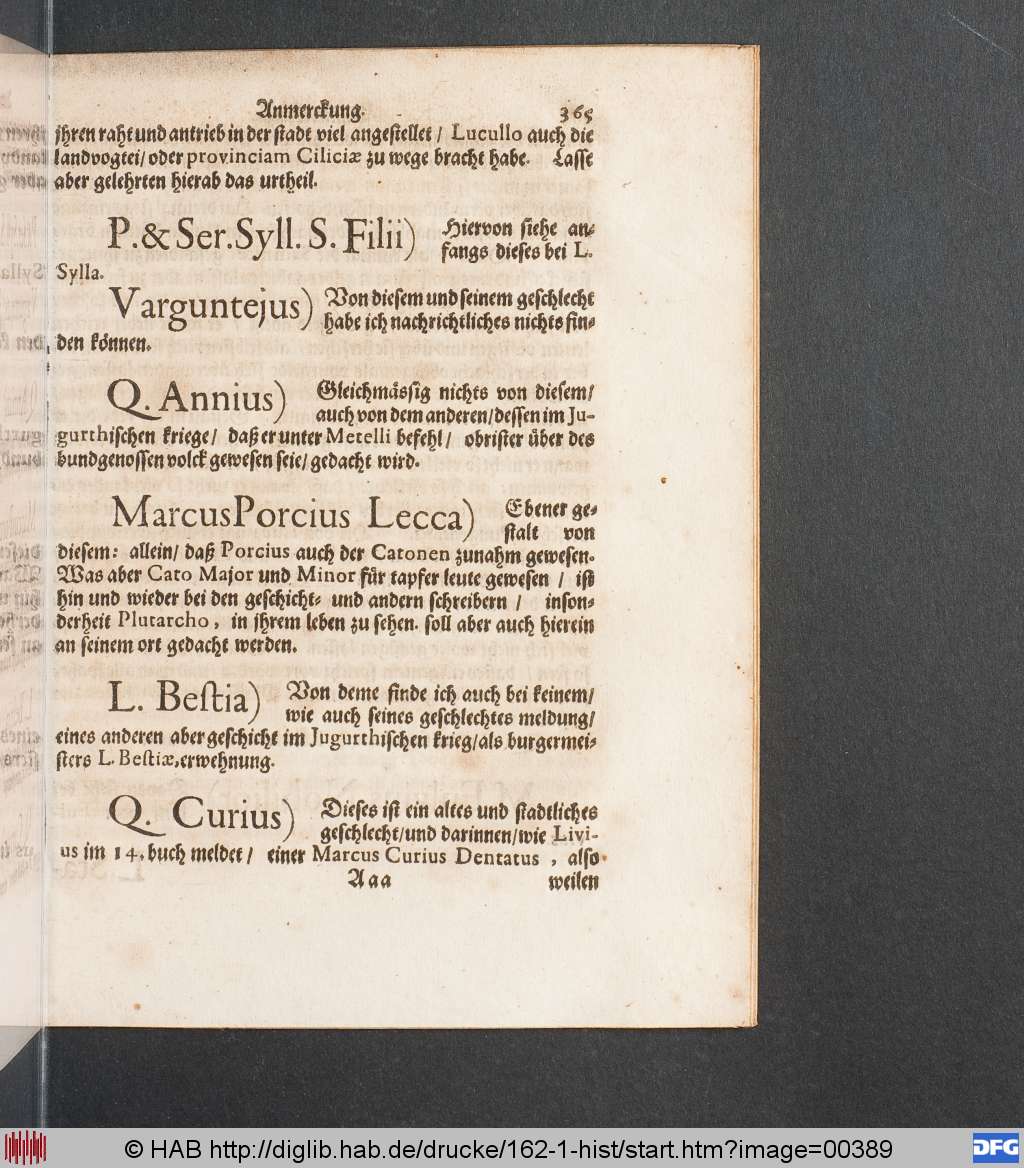 Anmerckung. 365
jhren raht und antrieb in der stadt viel angestellet / Lucullo auch die
landvogtei / oder provinciam Ciliciæ zu wege bracht habe. Lasse
aber gelehrten hierab das urtheil.
P. & Ser. Syll. S. Filii) Hiervon siehe an-
fangs dieses bei L.
Sylla.
Varguntejus) Von diesem und seinem geschlecht
habe ich nachrichtliches nichts fin-
den können.
Q. Annius) Gleichmässig nichts von diesem /
auch von dem anderen / dessen im Ju-
gurthischen kriege / daß er unter Metelli befehl / obrister über des
bundgenossen volck gewesen seie / gedacht wird.
Marcus Porcius Lecca) Ebener ge-
stalt von
diesem: allein / daß Porcius auch der Catonen zunahm gewesen.
Was aber Cato Major und Minor für tapfer leute gewesen / ist
hin und wieder bei den geschicht- und andern schreibern / inson-
derheit Plutarcho, in jhrem leben zu sehen. soll aber auch hierein
an seinem ort gedacht werden.
L. Bestia) Von deme finde ich auch bei keinem /
wie auch seines geschlechtes meldung /
eines anderen aber geschicht im Jugurthischen krieg / als burgermei-
sters L. Bestiæ, erwehnung.
Q. Curius) Dieses ist ein altes und stadtliches
geschlecht / und darinnen / wie Livi-
us im 14. buch meldet / einer Marcus Curius Dentatus, also
Aaa weilen
© HAB http://diglib.hab.de/drucke/162-1-hist/start.htm?image=00389
DFG